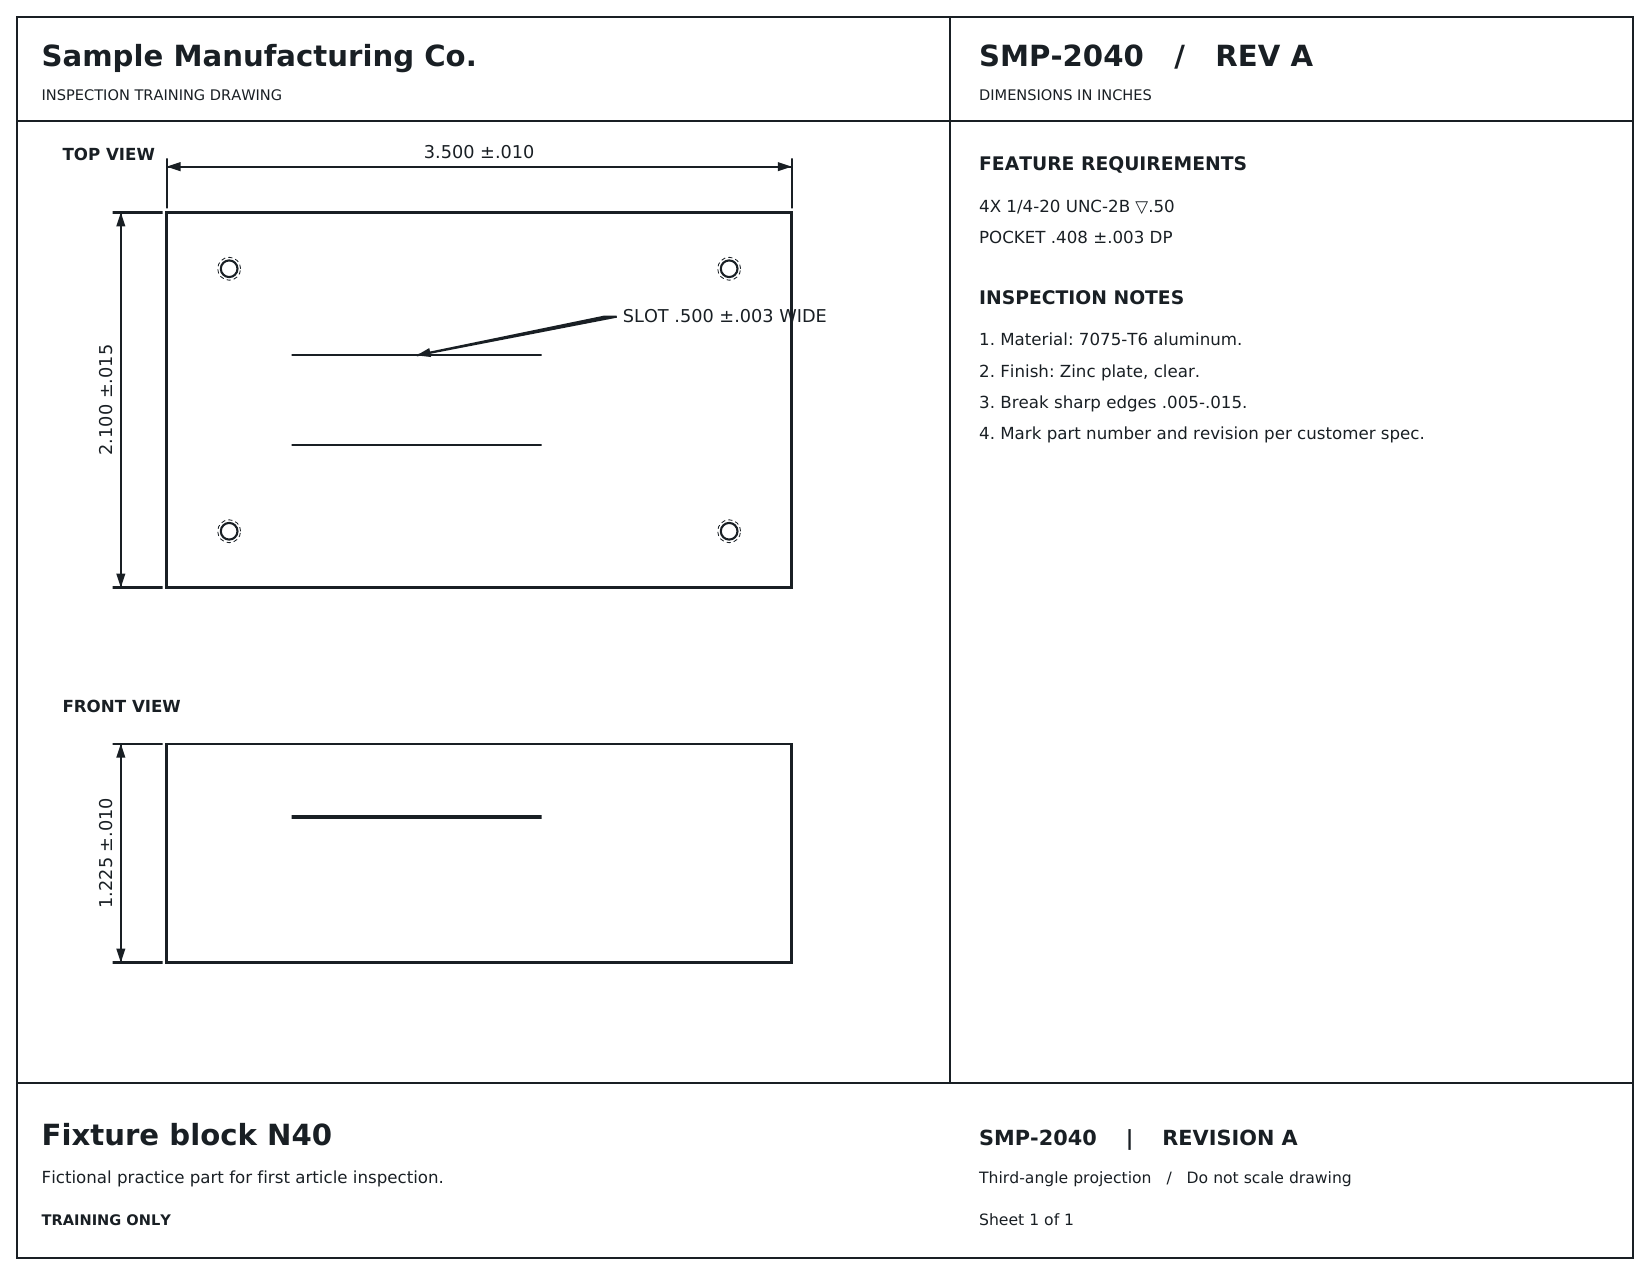 Sample Manufacturing Co.
INSPECTION TRAINING DRAWING
SMP-2040 / REV A
DIMENSIONS IN INCHES
TOP VIEW
3.500 ±.010
2.100 ±.015
SLOT .500 ±.003 WIDE
FRONT VIEW
1.225 ±.010
FEATURE REQUIREMENTS
4X 1/4-20 UNC-2B ▽.50
POCKET .408 ±.003 DP
INSPECTION NOTES
1. Material: 7075-T6 aluminum.
2. Finish: Zinc plate, clear.
3. Break sharp edges .005-.015.
4. Mark part number and revision per customer spec.
Fixture block N40
Fictional practice part for first article inspection.
TRAINING ONLY
SMP-2040 | REVISION A
Third-angle projection / Do not scale drawing
Sheet 1 of 1